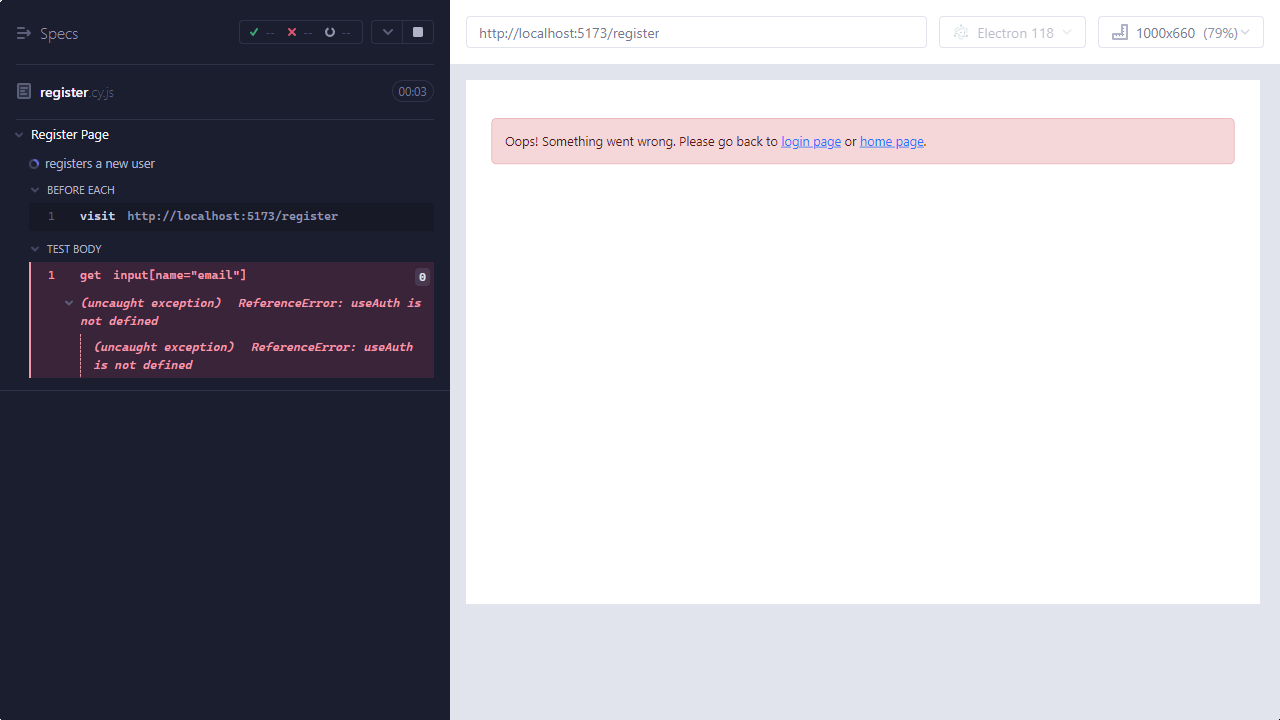 Specs
-- -- --
register.cy.js 00:03
Register Page
registers a new user
BEFORE EACH
1 visit http://localhost:5173/register
TEST BODY
1 get input[name="email"] 0
(uncaught exception) ReferenceError: useAuth is
not defined
(uncaught exception) ReferenceError: useAuth
is not defined
http://localhost:5173/register
Electron 118
1000x660 (79%)
Oops! Something went wrong. Please go back to login page or home page.